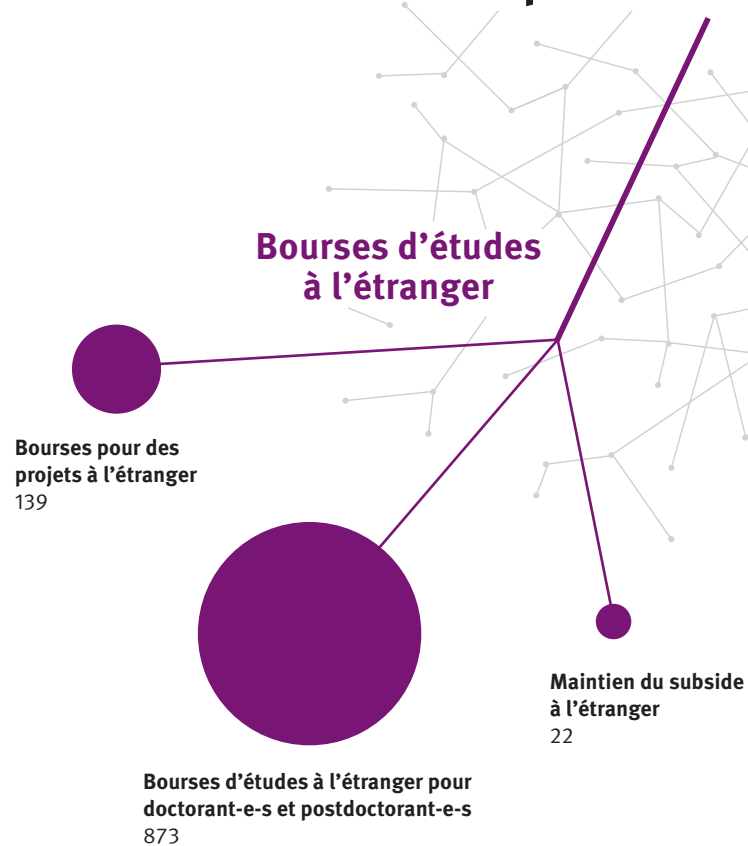 Bourses d’études
à l’étranger
Bourses pour des
projets à l’étranger
139
Maintien du subside
à l’étranger
22
Bourses d’études à l’étranger pour
doctorant-e-s et postdoctorant-e-s
873